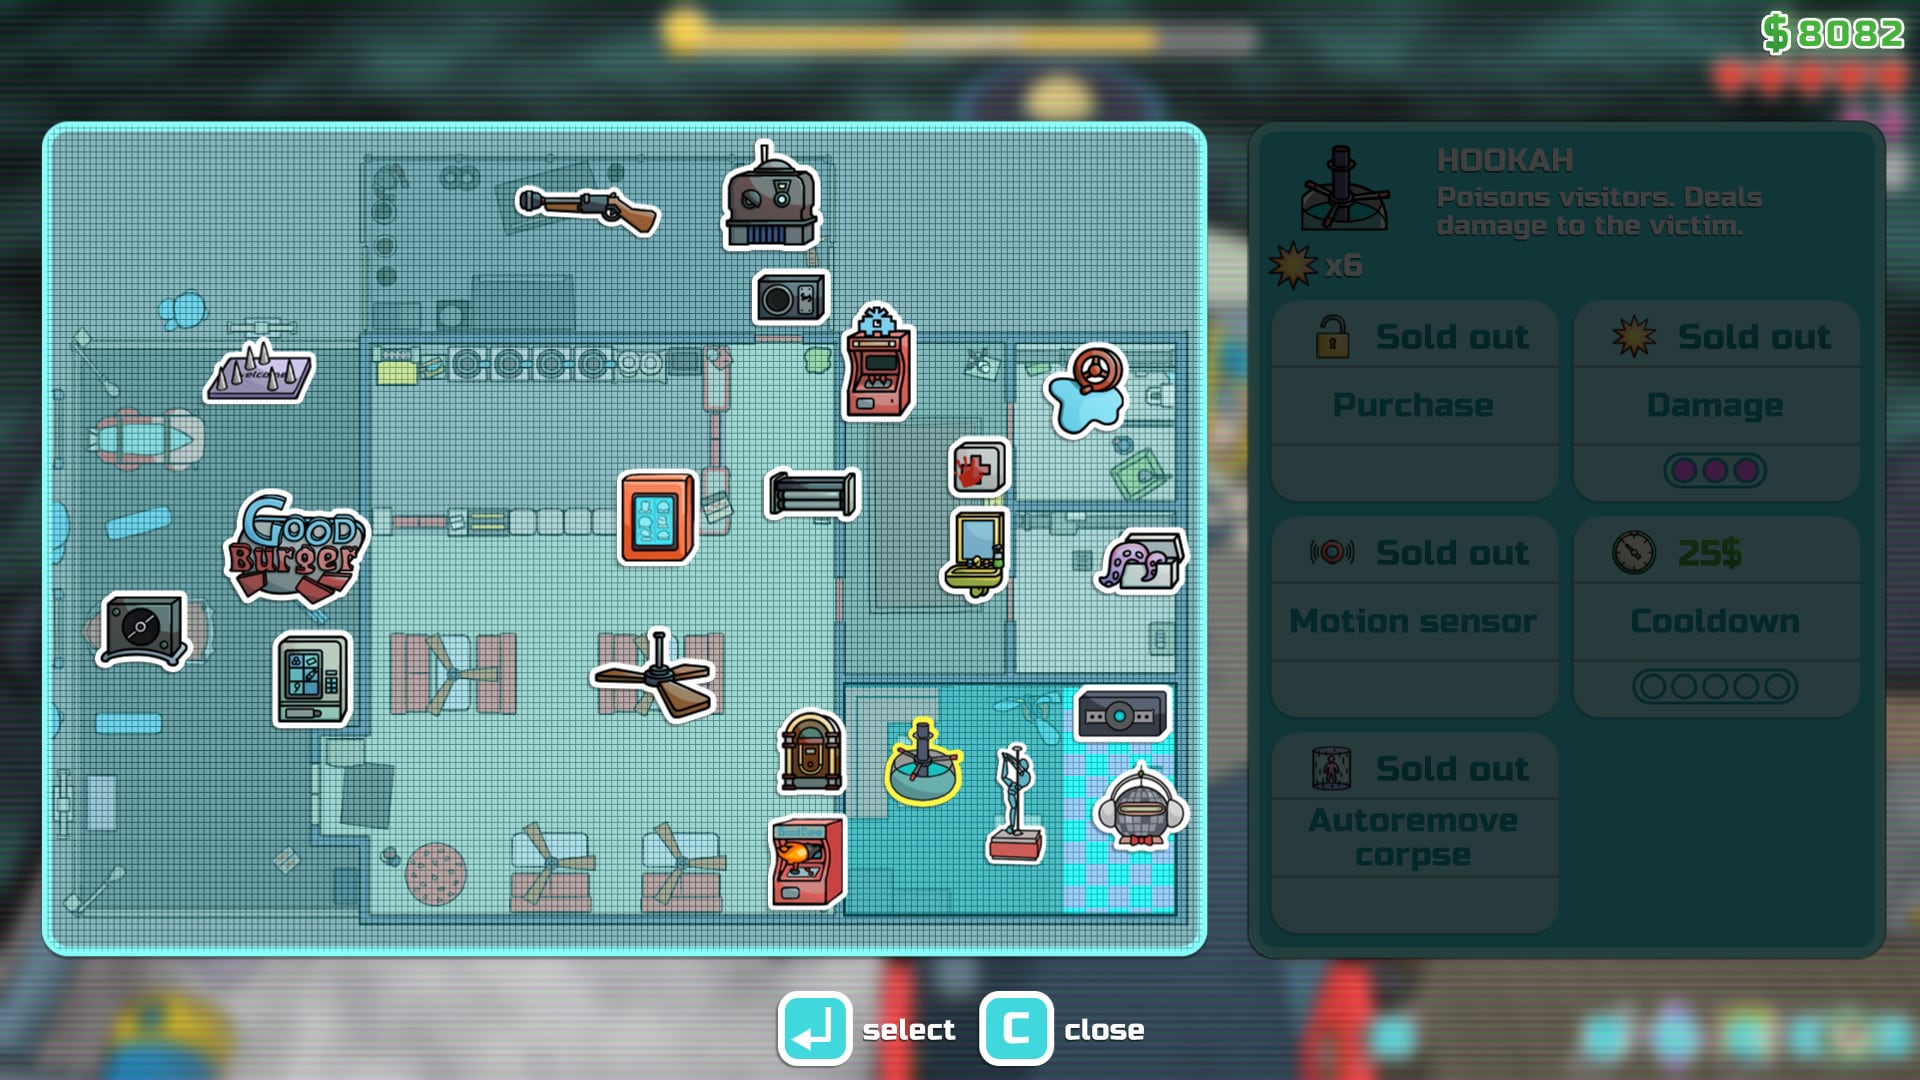 $ 8082
HOOKAH
Poisons visitors. Deals
damage to the victim.
x6
Sold out
Purchase
Sold out
Damage
Sold out
Motion sensor
25$
Cooldown
Sold out
Autoremove
corpse
welcome
Good
Burger
select
C
close